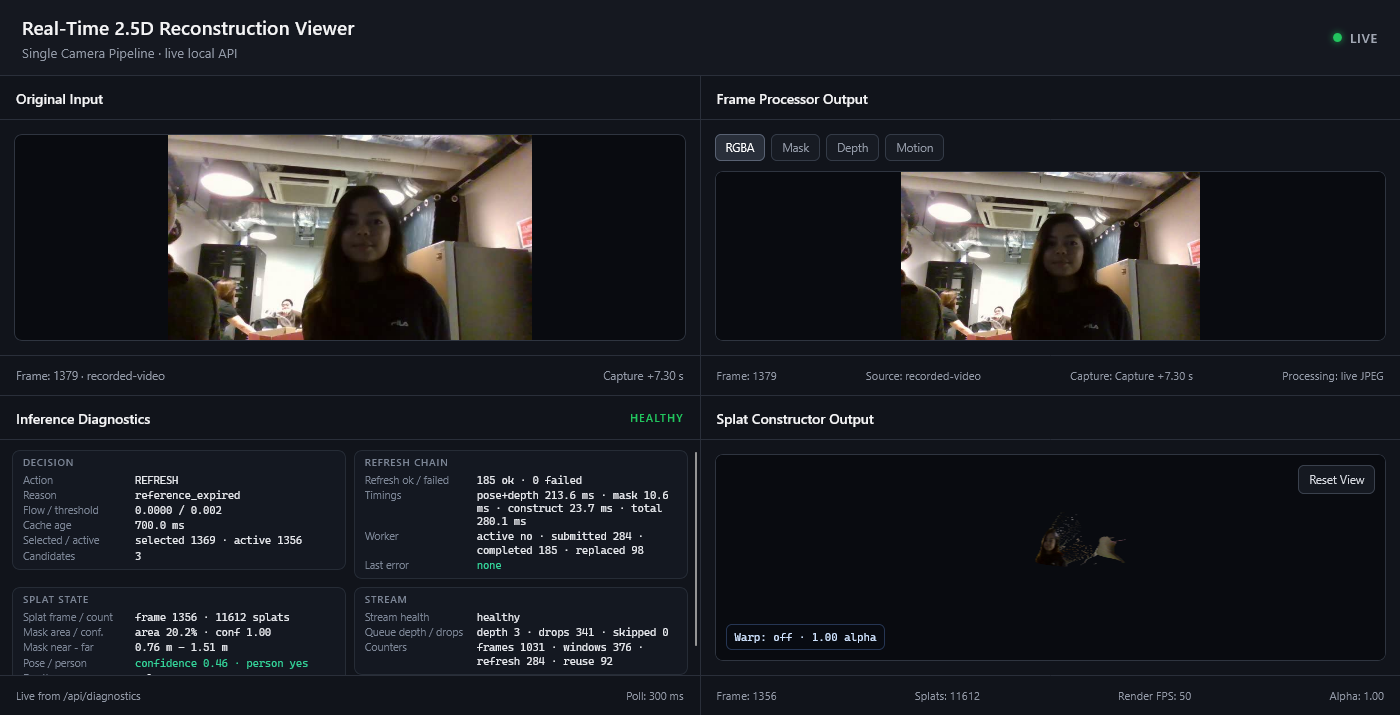 Real-Time 2.5D Reconstruction Viewer
Single Camera Pipeline · live local API
LIVE
Original Input
FILA
Frame: 1379 · recorded-video
Capture +7.30 s
Frame Processor Output
RGBA
Mask
Depth
Motion
FILA
Frame: 1379
Source: recorded-video
Capture: Capture +7.30 s
Processing: live JPEG
Inference Diagnostics
HEALTHY
DECISION
Action REFRESH
Reason reference_expired
Flow / threshold 0.0000 / 0.002
Cache age 700.0 ms
Selected / active selected 1369 · active 1356
Candidates 3
REFRESH CHAIN
Refresh ok / failed 185 ok · 0 failed
Timings pose+depth 213.6 ms · mask 10.6
ms · construct 23.7 ms · total
280.1 ms
Worker active no · submitted 284 ·
completed 185 · replaced 98
Last error none
SPLAT STATE
Splat frame / count frame 1356 · 11612 splats
Mask area / conf. area 20.2% · conf 1.00
Mask near - far 0.76 m – 1.51 m
Pose / person confidence 0.46 · person yes
STREAM
Stream health healthy
Queue depth / drops depth 3 · drops 341 · skipped 0
Counters frames 1031 · windows 376 ·
refresh 284 · reuse 92
Live from /api/diagnostics
Poll: 300 ms
Splat Constructor Output
Reset View
Warp: off · 1.00 alpha
Frame: 1356
Splats: 11612
Render FPS: 50
Alpha: 1.00